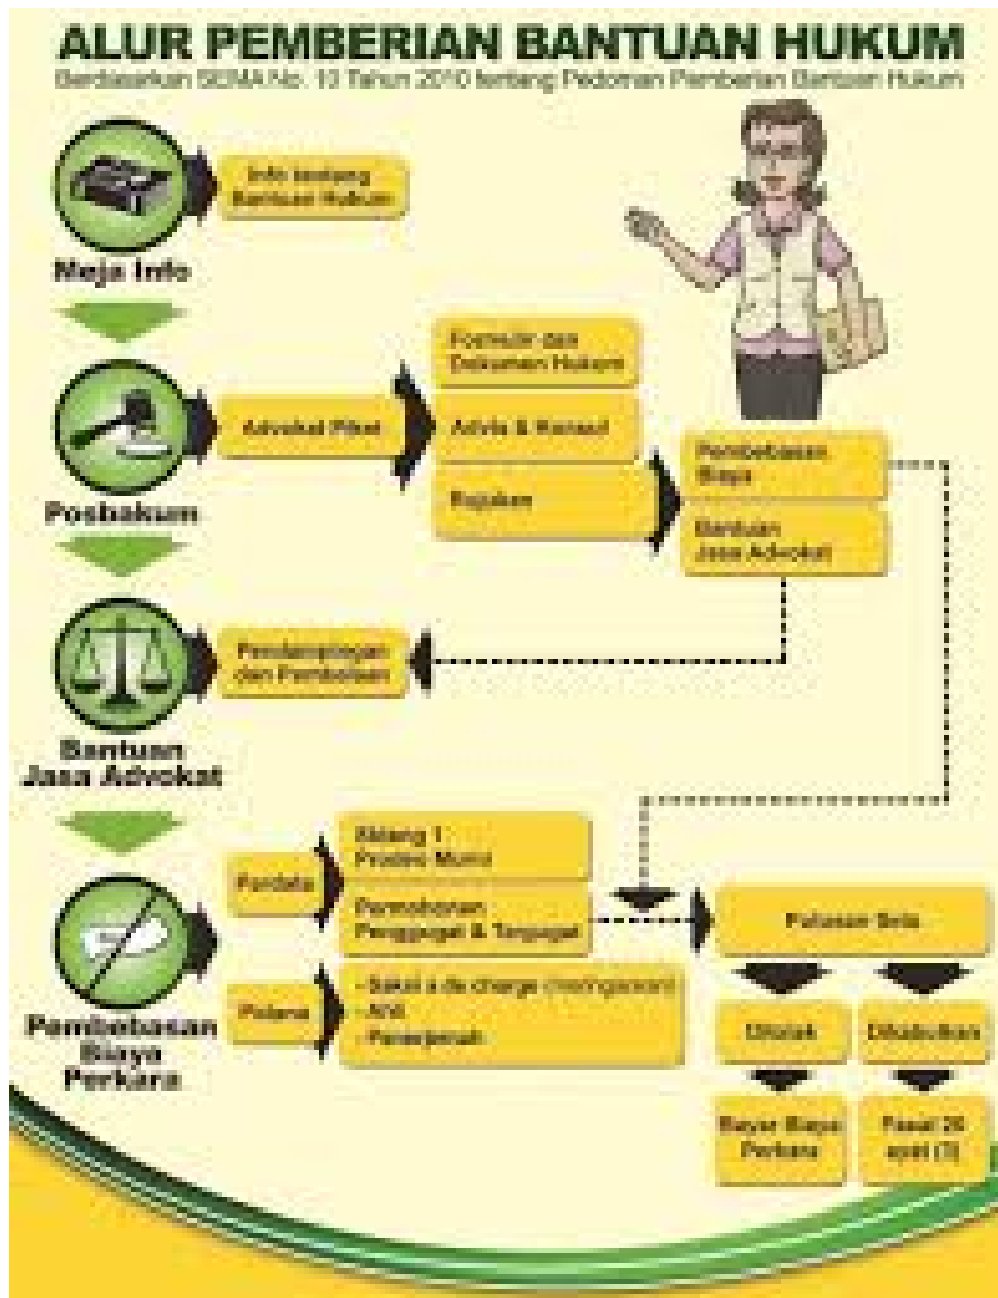 ALUR PEMBERIAN BANTUAN HUKUM
Berdasarkan SEMA No. 10 Tahun 2010 tentang Pedoman Pemberian Bantuan Hukum
Info tentang
Bantuan Hukum
Meja Info
Formulir dan
Dokumen Hukum
Advokat Piket
Advis & Konsul
Rujukan
Pembebasan
Biaya
Bantuan
Jasa Advokat
Posbakum
Pendampingan
dan Pembelaan
Bantuan
Jasa Advokat
Sidang 1
Prodeo Murni
Perdata
Permohonan
Penggugat & Tergugat
Putusan Sela
Pidana
- Saksi a de charge (meringankan)
- Ahli
- Penerjemah
Ditolak
Dikabulkan
Pembebasan
Biaya
Perkara
Bayar Biaya
Perkara
Pasal 26